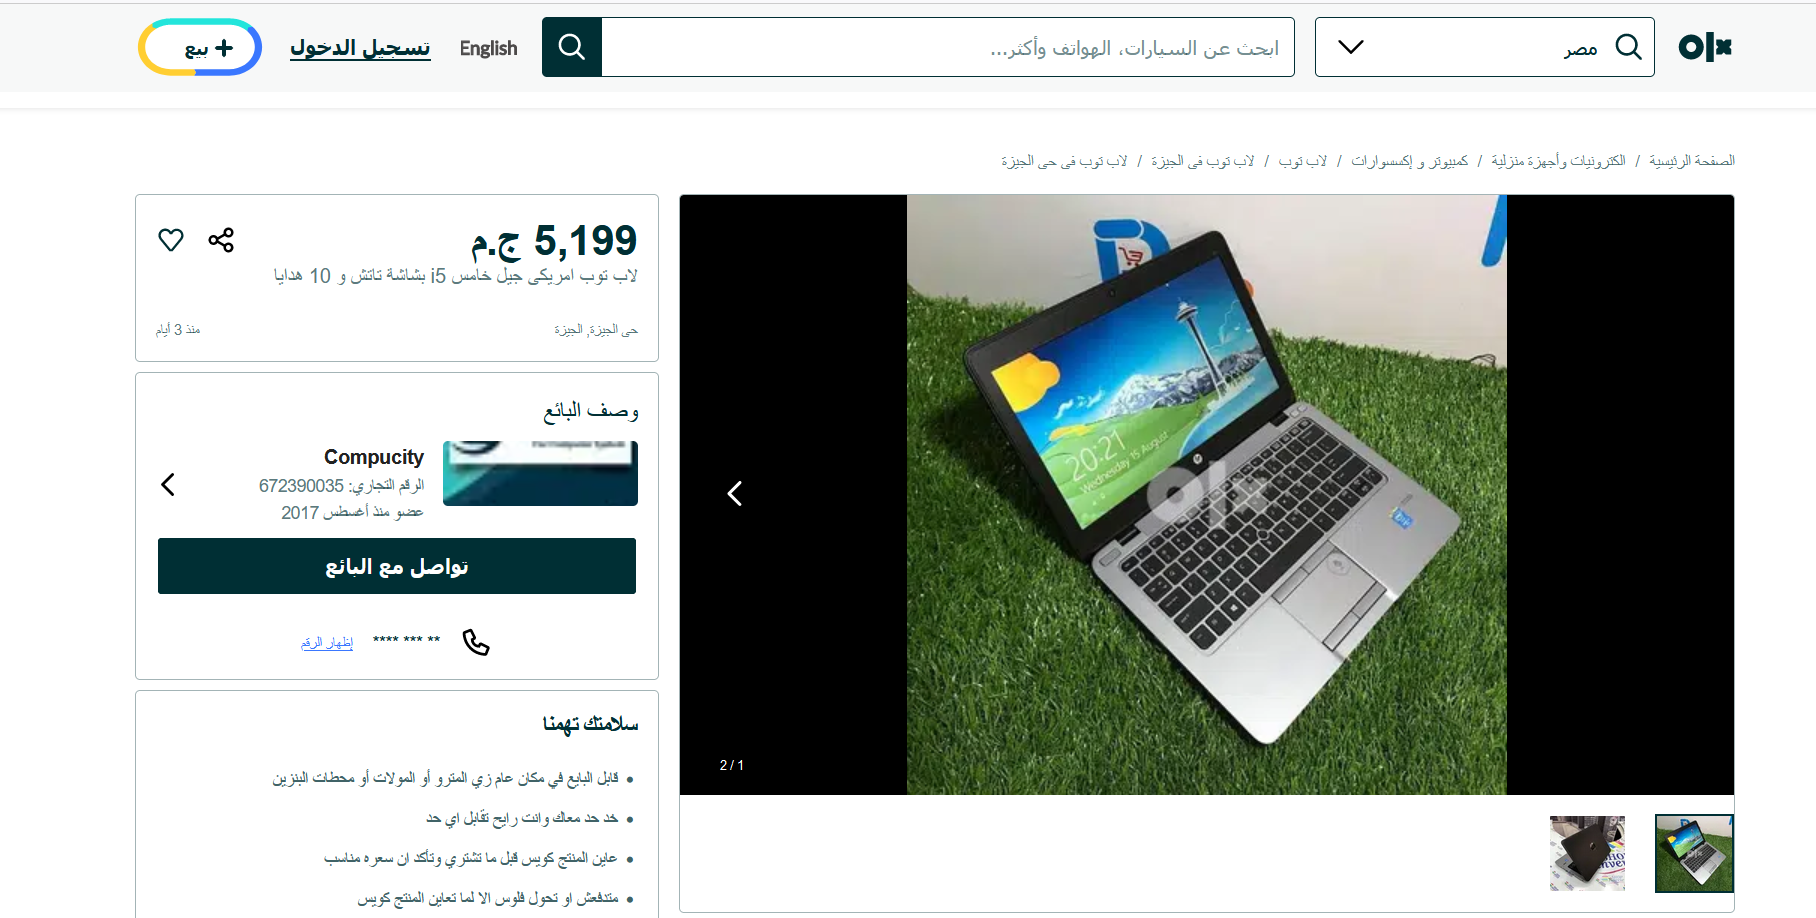 olx
مصر
ابحث عن السيارات، الهواتف وأكثر...
English
تسجيل الدخول
+ بيع
الصفحة الرئيسية / الكترونيات وأجهزة منزلية / كمبيوتر و إكسسوارات / لاب توب / لاب توب في الجيزة / لاب توب في حي الجيزة
5,199 ج.م
لاب توب امريكى جيل خامس i5 بشاشة تاتش و 10 هدايا
حي الجيزة, الجيزة
منذ 3 أيام
وصف البائع
Compucity
الرقم التجاري: 672390035
عضو منذ أغسطس 2017
تواصل مع البائع
** *** ****
إظهار الرقم
سلامتك تهمنا
• قابل البايع في مكان عام زي المترو أو المولات أو محطات البنزين
• خد حد معاك وانت رايح تقابل اي حد
• عاين المنتج كويس قبل ما تشتري وتأكد ان سعره مناسب
• متدفعش او تحول فلوس الا لما تعاين المنتج كويس
20:21
Wednesday 15 August
olx
2 / 1